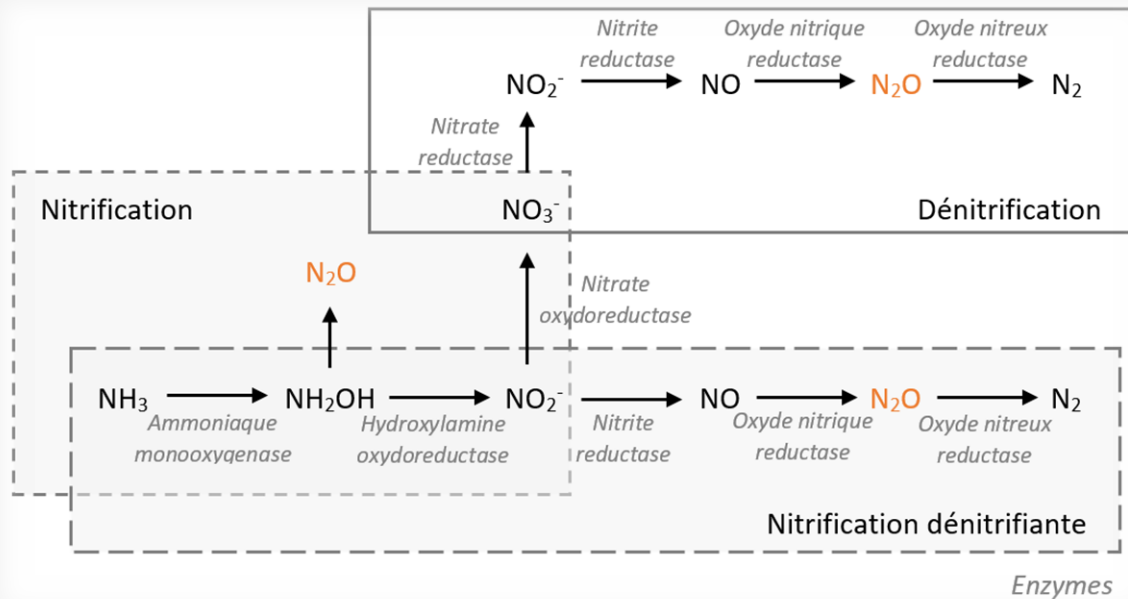 Nitrite Oxyde nitrique Oxyde nitreux
reductase reductase reductase
NO₂⁻ NO N₂O N₂
Nitrate
reductase
Nitrification NO₃⁻ Dénitrification
N₂O
Nitrate
oxydoreductase
NH₃ NH₂OH NO₂⁻ NO N₂O N₂
Ammoniaque Hydroxylamine Nitrite Oxyde nitrique Oxyde nitreux
monooxygenase oxydoreductase reductase reductase reductase
Nitrification dénitrifiante
Enzymes